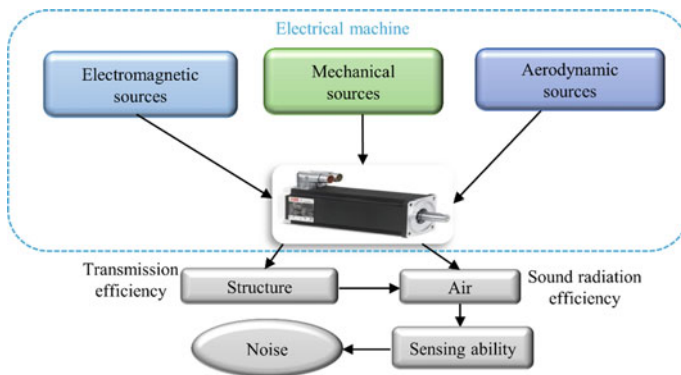 Electrical machine
Electromagnetic
sources
Mechanical
sources
Aerodynamic
sources
Transmission
efficiency
Structure
Air
Sound radiation
efficiency
Noise
Sensing ability